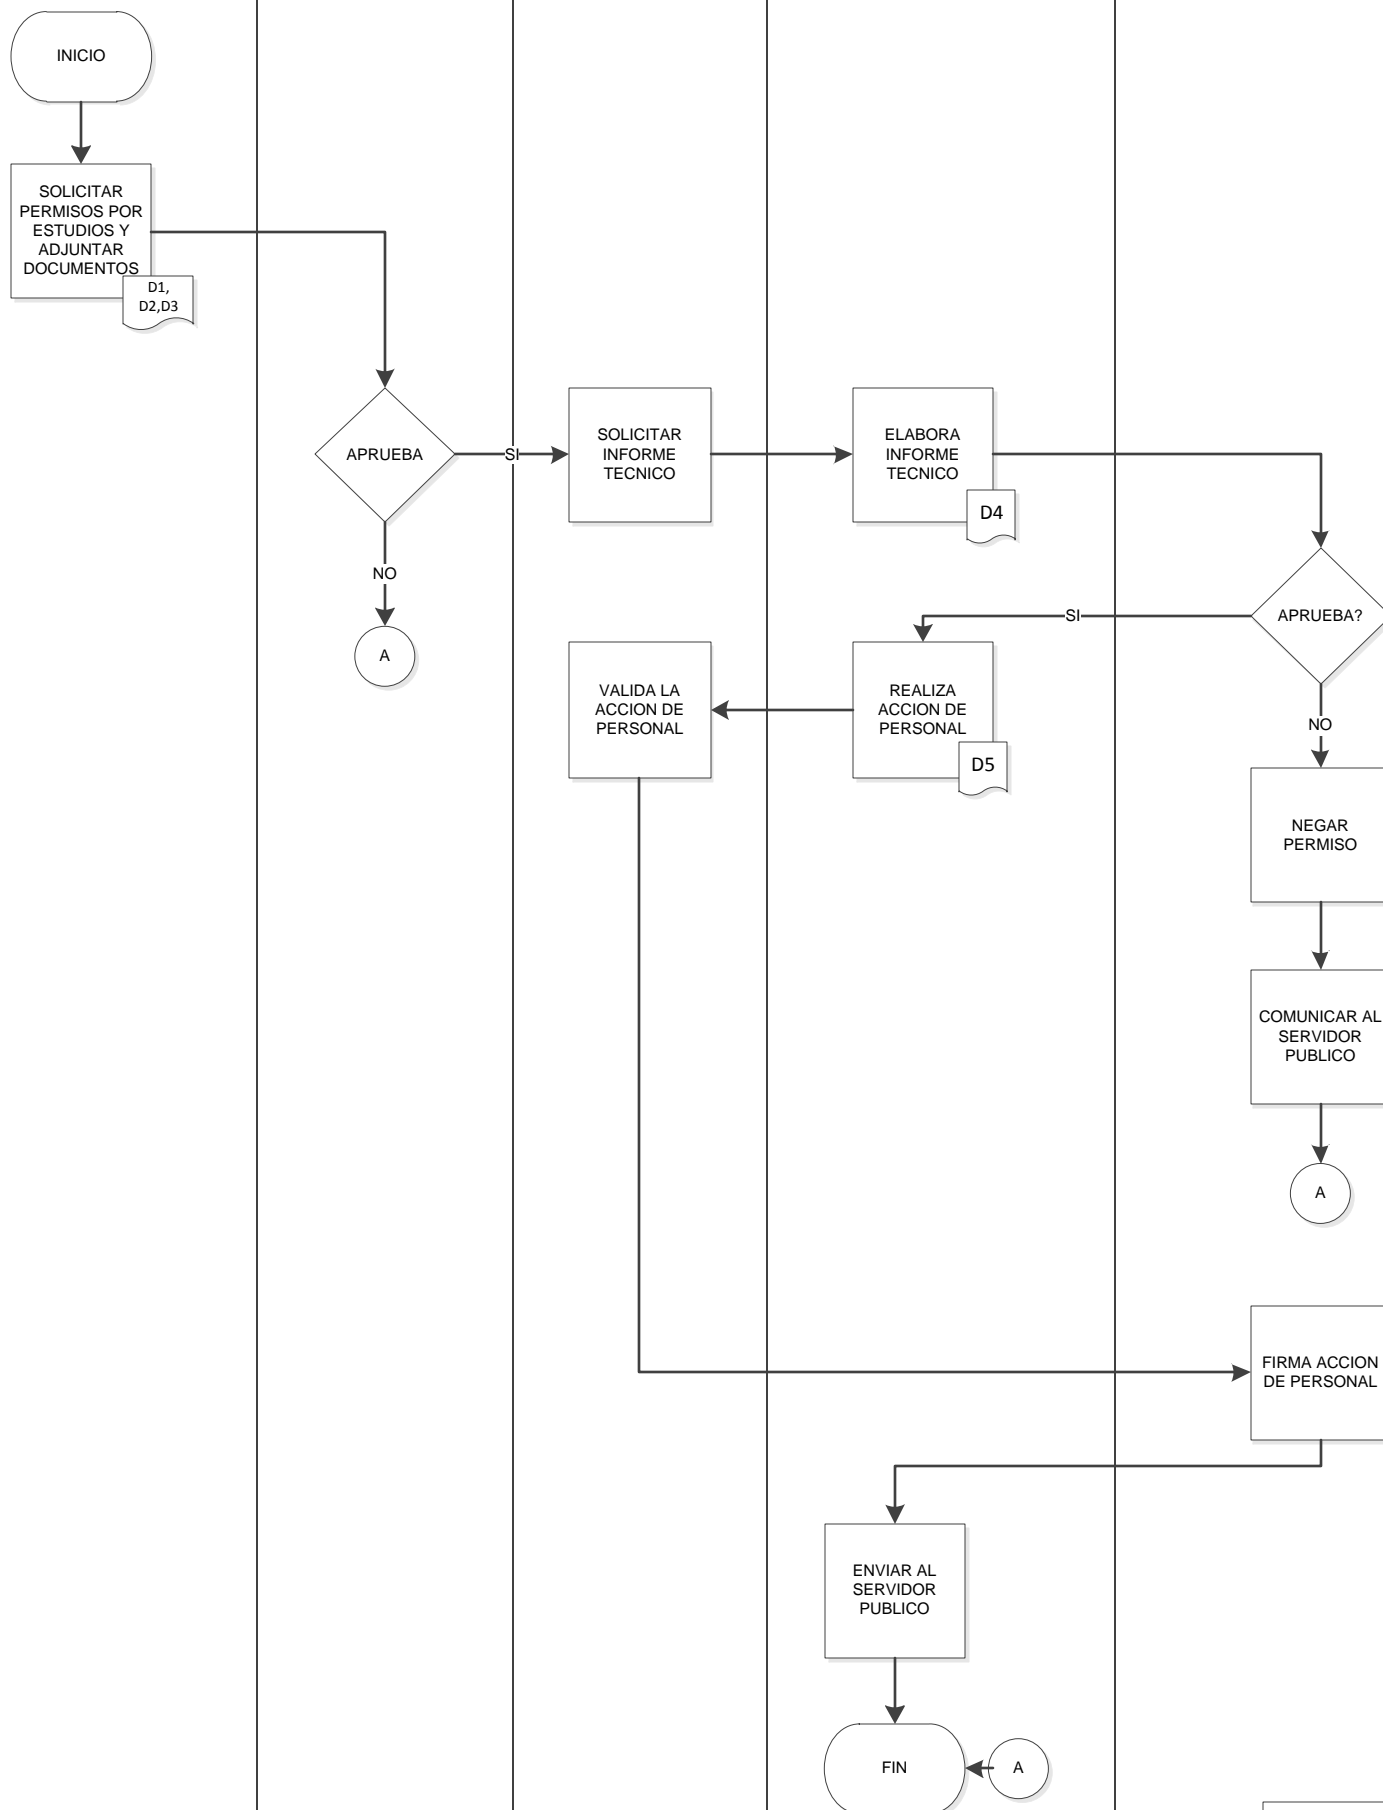 INICIO
SOLICITAR
PERMISOS POR
ESTUDIOS Y
ADJUNTAR
DOCUMENTOS
D1,
D2,D3
APRUEBA
SI
SOLICITAR
INFORME
TECNICO
ELABORA
INFORME
TECNICO
D4
NO
A
APRUEBA?
SI
VALIDA LA
ACCION DE
PERSONAL
REALIZA
ACCION DE
PERSONAL
D5
NO
NEGAR
PERMISO
COMUNICAR AL
SERVIDOR
PUBLICO
A
FIRMA ACCION
DE PERSONAL
ENVIAR AL
SERVIDOR
PUBLICO
FIN
A